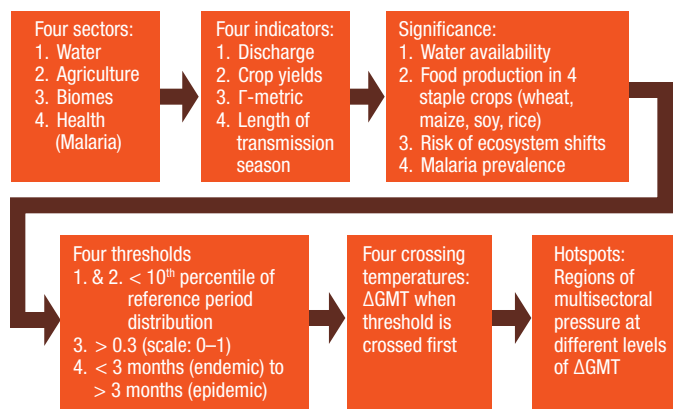 Four sectors:
1. Water
2. Agriculture
3. Biomes
4. Health
(Malaria)
Four indicators:
1. Discharge
2. Crop yields
3. Γ-metric
4. Length of
transmission
season
Significance:
1. Water availability
2. Food production in 4
staple crops (wheat,
maize, soy, rice)
3. Risk of ecosystem shifts
4. Malaria prevalence
Four thresholds
1. & 2. < 10th percentile of
reference period
distribution
3. > 0.3 (scale: 0–1)
4. < 3 months (endemic) to
> 3 months (epidemic)
Four crossing
temperatures:
ΔGMT when
threshold is
crossed first
Hotspots:
Regions of
multisectoral
pressure at
different levels
of ΔGMT